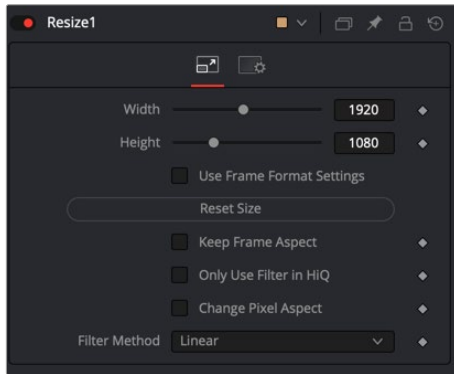 Resize1
Width 1920
Height 1080
Use Frame Format Settings
Reset Size
Keep Frame Aspect
Only Use Filter in HiQ
Change Pixel Aspect
Filter Method Linear